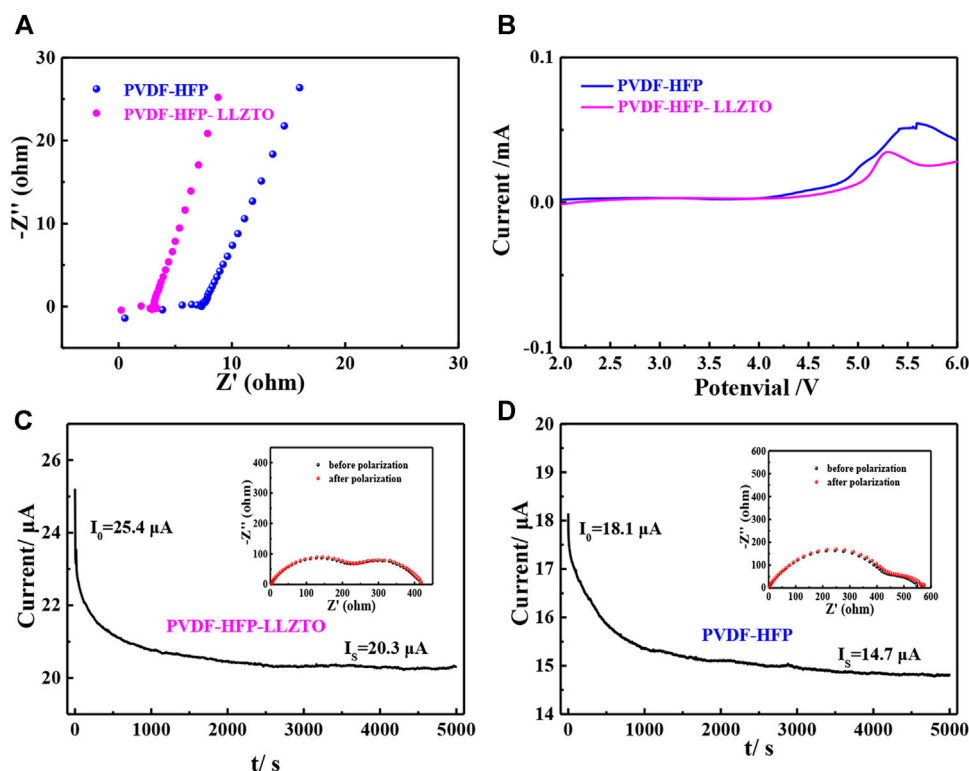 A
30
20
10
0
-Z'' (ohm)
PVDF-HFP
PVDF-HFP- LLZTO
0
10
20
30
Z' (ohm)
B
0.1
0.0
-0.1
Current /mA
PVDF-HFP
PVDF-HFP- LLZTO
2.0
2.5
3.0
3.5
4.0
4.5
5.0
5.5
6.0
Potenvial /V
C
26
24
22
20
Current/ μA
I0=25.4 μA
PVDF-HFP-LLZTO
IS=20.3 μA
0
1000
2000
3000
4000
5000
t/ s
400
300
200
100
0
-Z'' (ohm)
before polarization
after polarization
0
100
200
300
400
Z' (ohm)
D
20
19
18
17
16
15
14
Current/ μA
I0=18.1 μA
PVDF-HFP
IS=14.7 μA
0
1000
2000
3000
4000
5000
t/ s
600
500
400
300
200
100
0
-Z'' (ohm)
before polarization
after polarization
0
100
200
300
400
500
600
Z' (ohm)